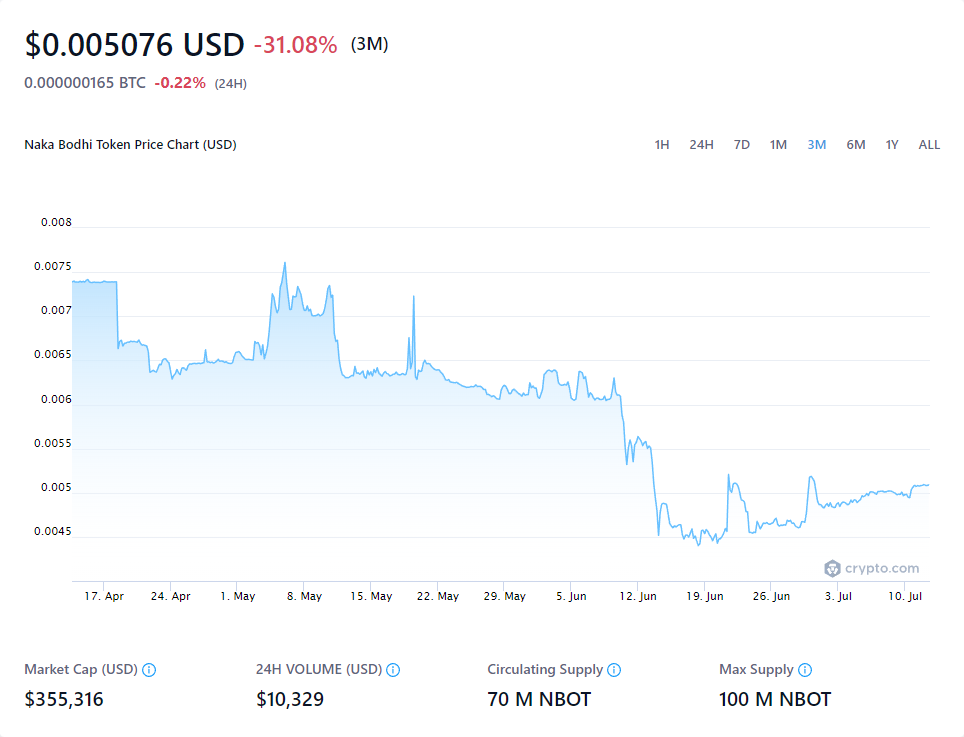 $0.005076 USD -31.08% (3M)
0.000000165 BTC -0.22% (24H)
Naka Bodhi Token Price Chart (USD)
1H 24H 7D 1M 3M 6M 1Y ALL
0.008
0.0075
0.007
0.0065
0.006
0.0055
0.005
0.0045
crypto.com
17. Apr 24. Apr 1. May 8. May 15. May 22. May 29. May 5. Jun 12. Jun 19. Jun 26. Jun 3. Jul 10. Jul
Market Cap (USD) 24H VOLUME (USD) Circulating Supply Max Supply
$355,316 $10,329 70 M NBOT 100 M NBOT